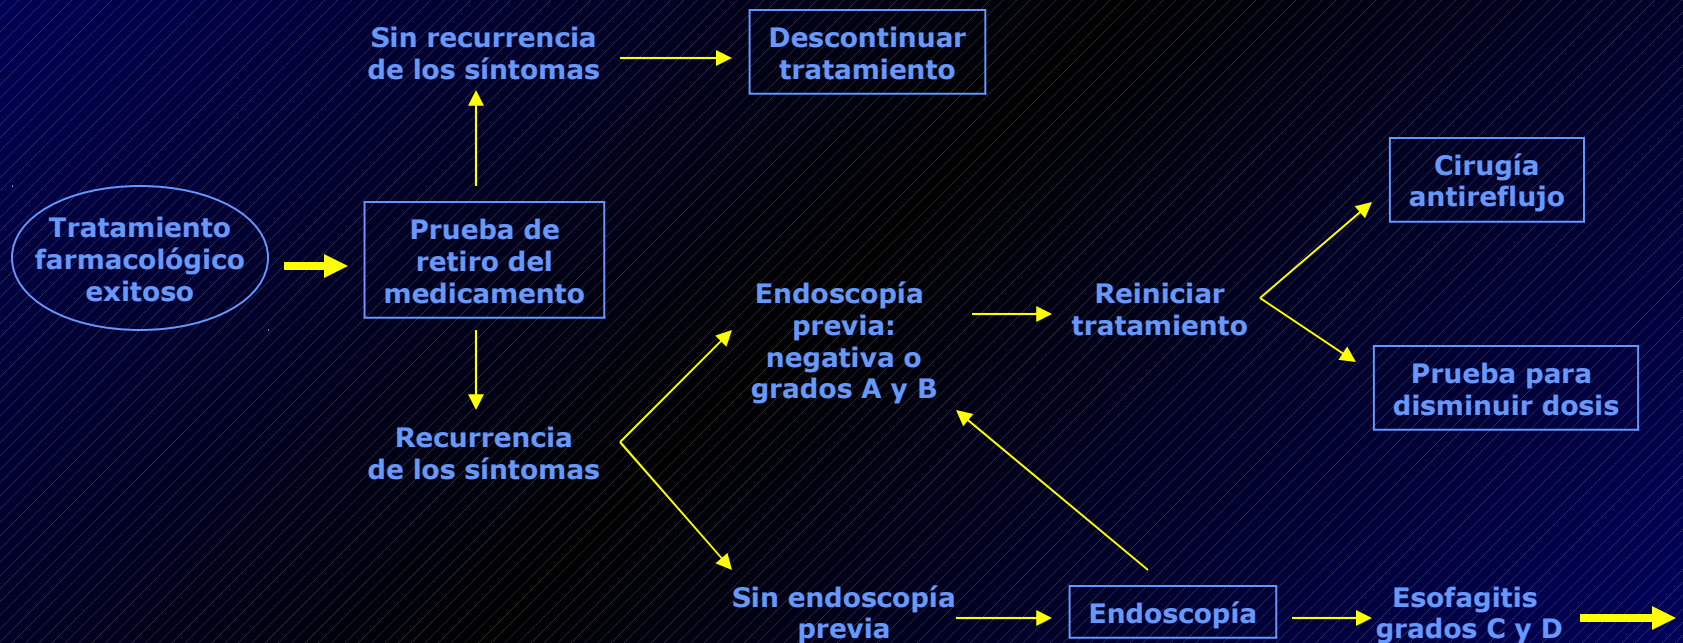 Sin recurrencia
de los síntomas
Descontinuar
tratamiento
Cirugía
antireflujo
Tratamiento
farmacológico
exitoso
Prueba de
retiro del
medicamento
Endoscopía
previa:
negativa o
grados A y B
Reiniciar
tratamiento
Prueba para
disminuir dosis
Recurrencia
de los síntomas
Sin endoscopía
previa
Endoscopía
Esofagitis
grados C y D